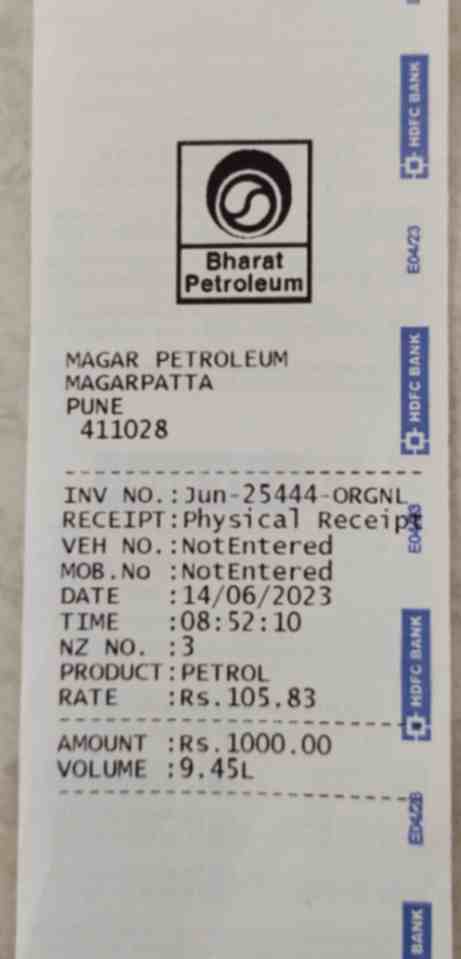 Bharat
Petroleum
MAGAR PETROLEUM
MAGARPATTA
PUNE
411028
INV NO.:Jun-25444-ORGNL
RECEIPT:Physical Receipt
VEH NO.:NotEntered
MOB.No :NotEntered
DATE :14/06/2023
TIME :08:52:10
NZ NO. :3
PRODUCT:PETROL
RATE :Rs.105.83
AMOUNT :Rs.1000.00
VOLUME :9.45L
HDFC BANK
E04/23
HDFC BANK
E04/23
HDFC BANK
E04/23
BANK